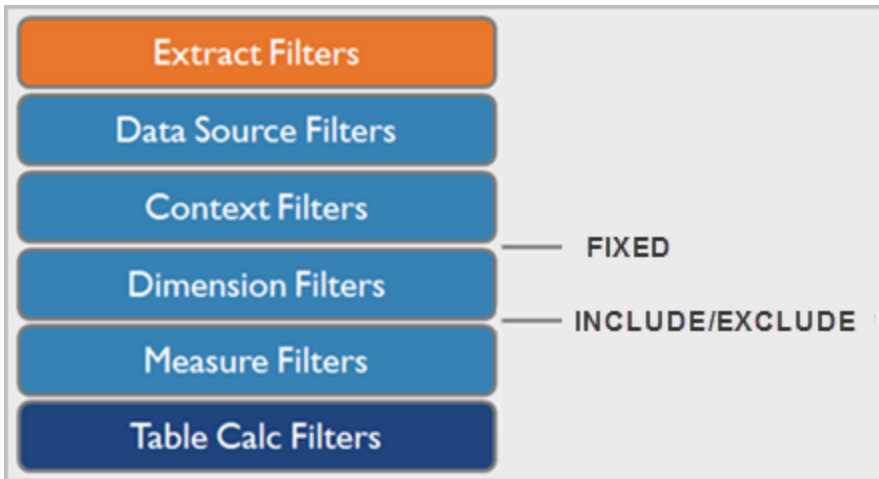 Extract Filters
Data Source Filters
Context Filters
FIXED
Dimension Filters
INCLUDE/EXCLUDE
Measure Filters
Table Calc Filters